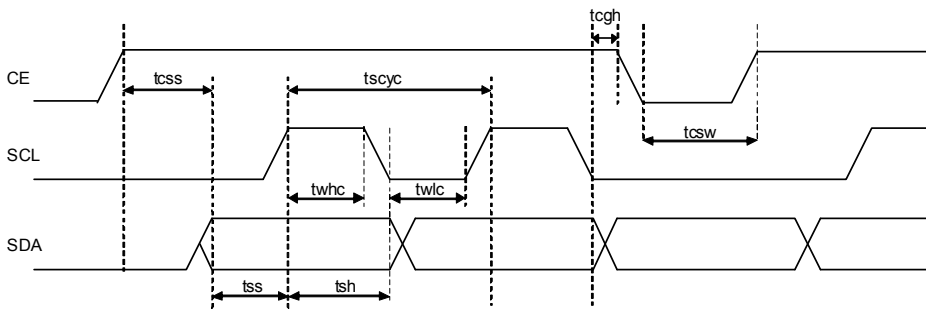 tcgh
CE
tcss
tscyc
tcsw
SCL
twhc
twlc
SDA
tss
tsh